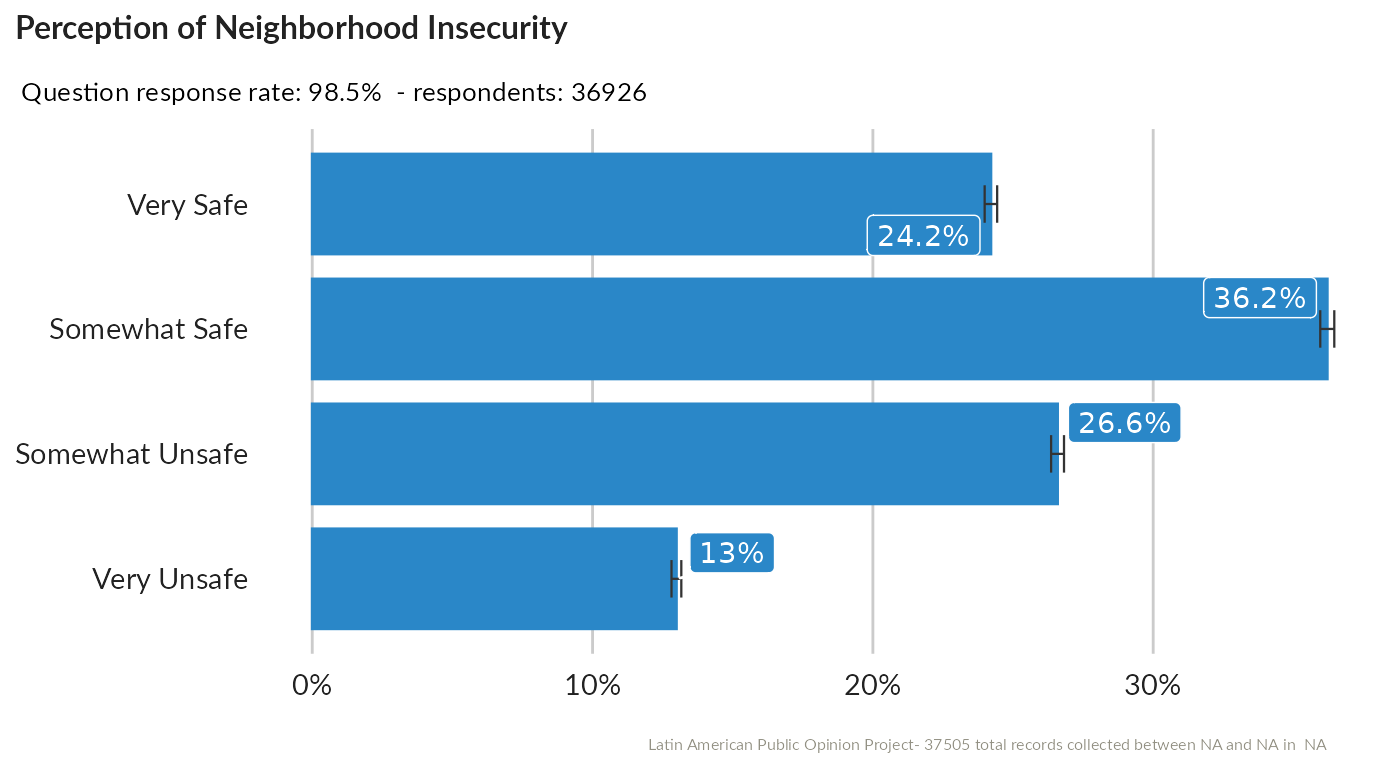 Perception of Neighborhood Insecurity
Question response rate: 98.5%  - respondents: 36926
Very Safe
24.2%
Somewhat Safe
36.2%
Somewhat Unsafe
26.6%
Very Unsafe
13%
0% 10% 20% 30%
Latin American Public Opinion Project- 37505 total records collected between NA and NA in  NA